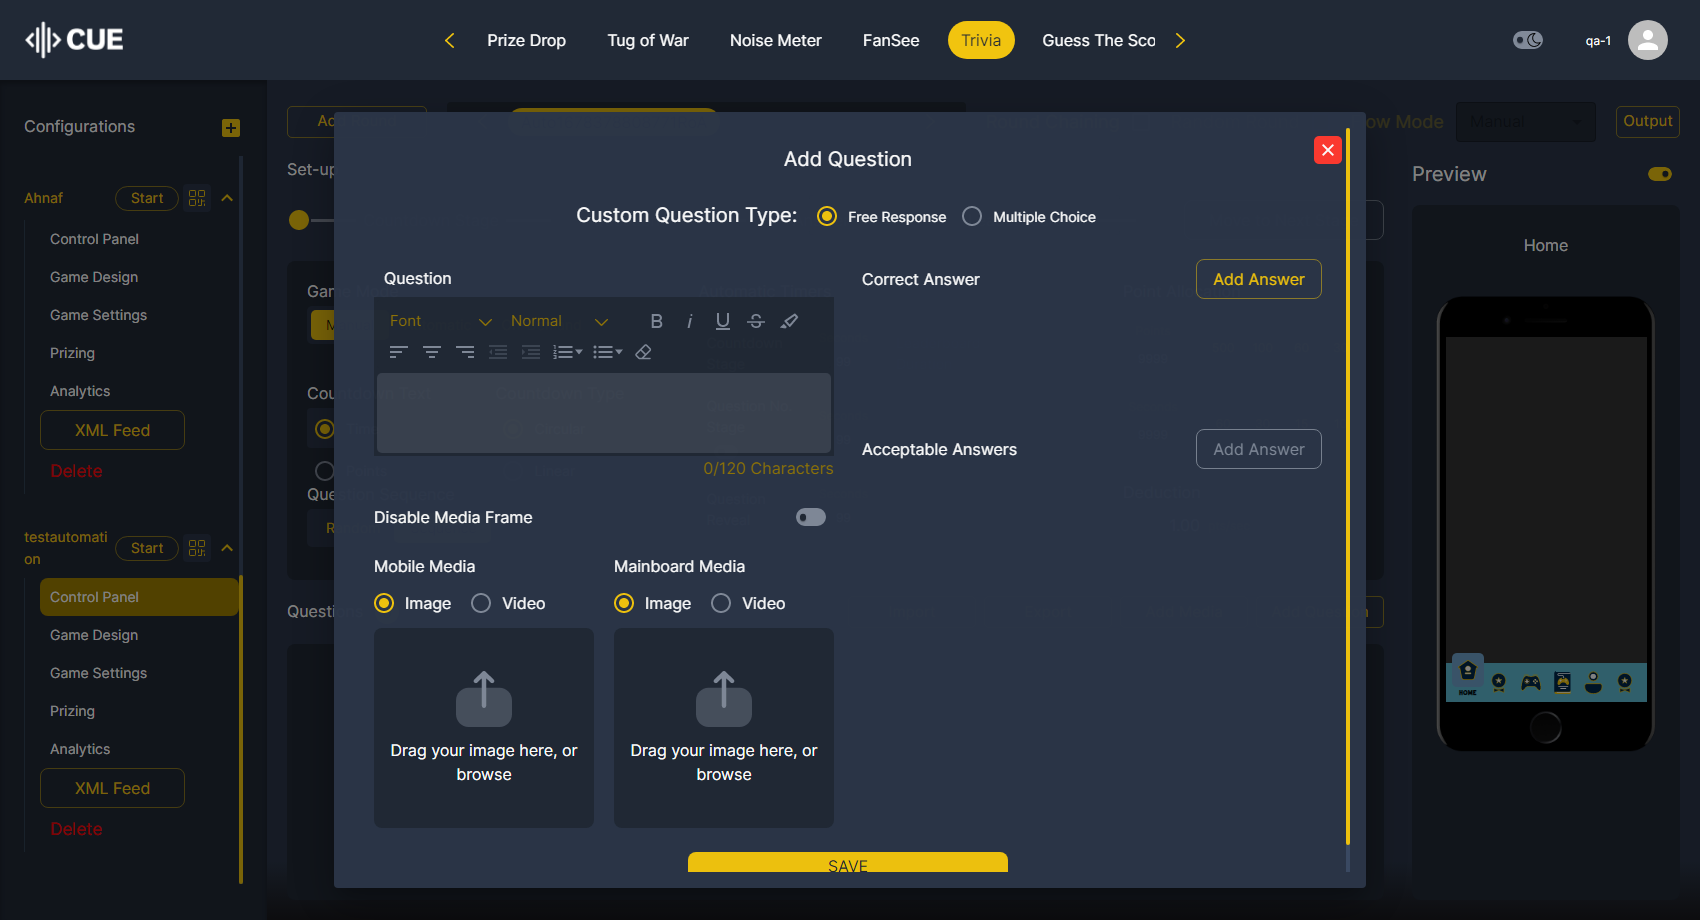 CUE
Prize Drop
Tug of War
Noise Meter
FanSee
Trivia
Guess The Sco
qa-1
Configurations
Ahnaf
Start
Control Panel
Game Design
Game Settings
Prizing
Analytics
XML Feed
Delete
testautomati
on
Start
Control Panel
Game Design
Game Settings
Prizing
Analytics
XML Feed
Delete
Set-up
Add Question
Custom Question Type:
Free Response
Multiple Choice
Question
Font
Normal
B
i
U
S
0/120 Characters
Disable Media Frame
Mobile Media
Image
Video
Drag your image here, or
browse
Mainboard Media
Image
Video
Drag your image here, or
browse
Correct Answer
Add Answer
Acceptable Answers
Add Answer
SAVE
ow Mode
Manual
Output
Preview
Home
HOME